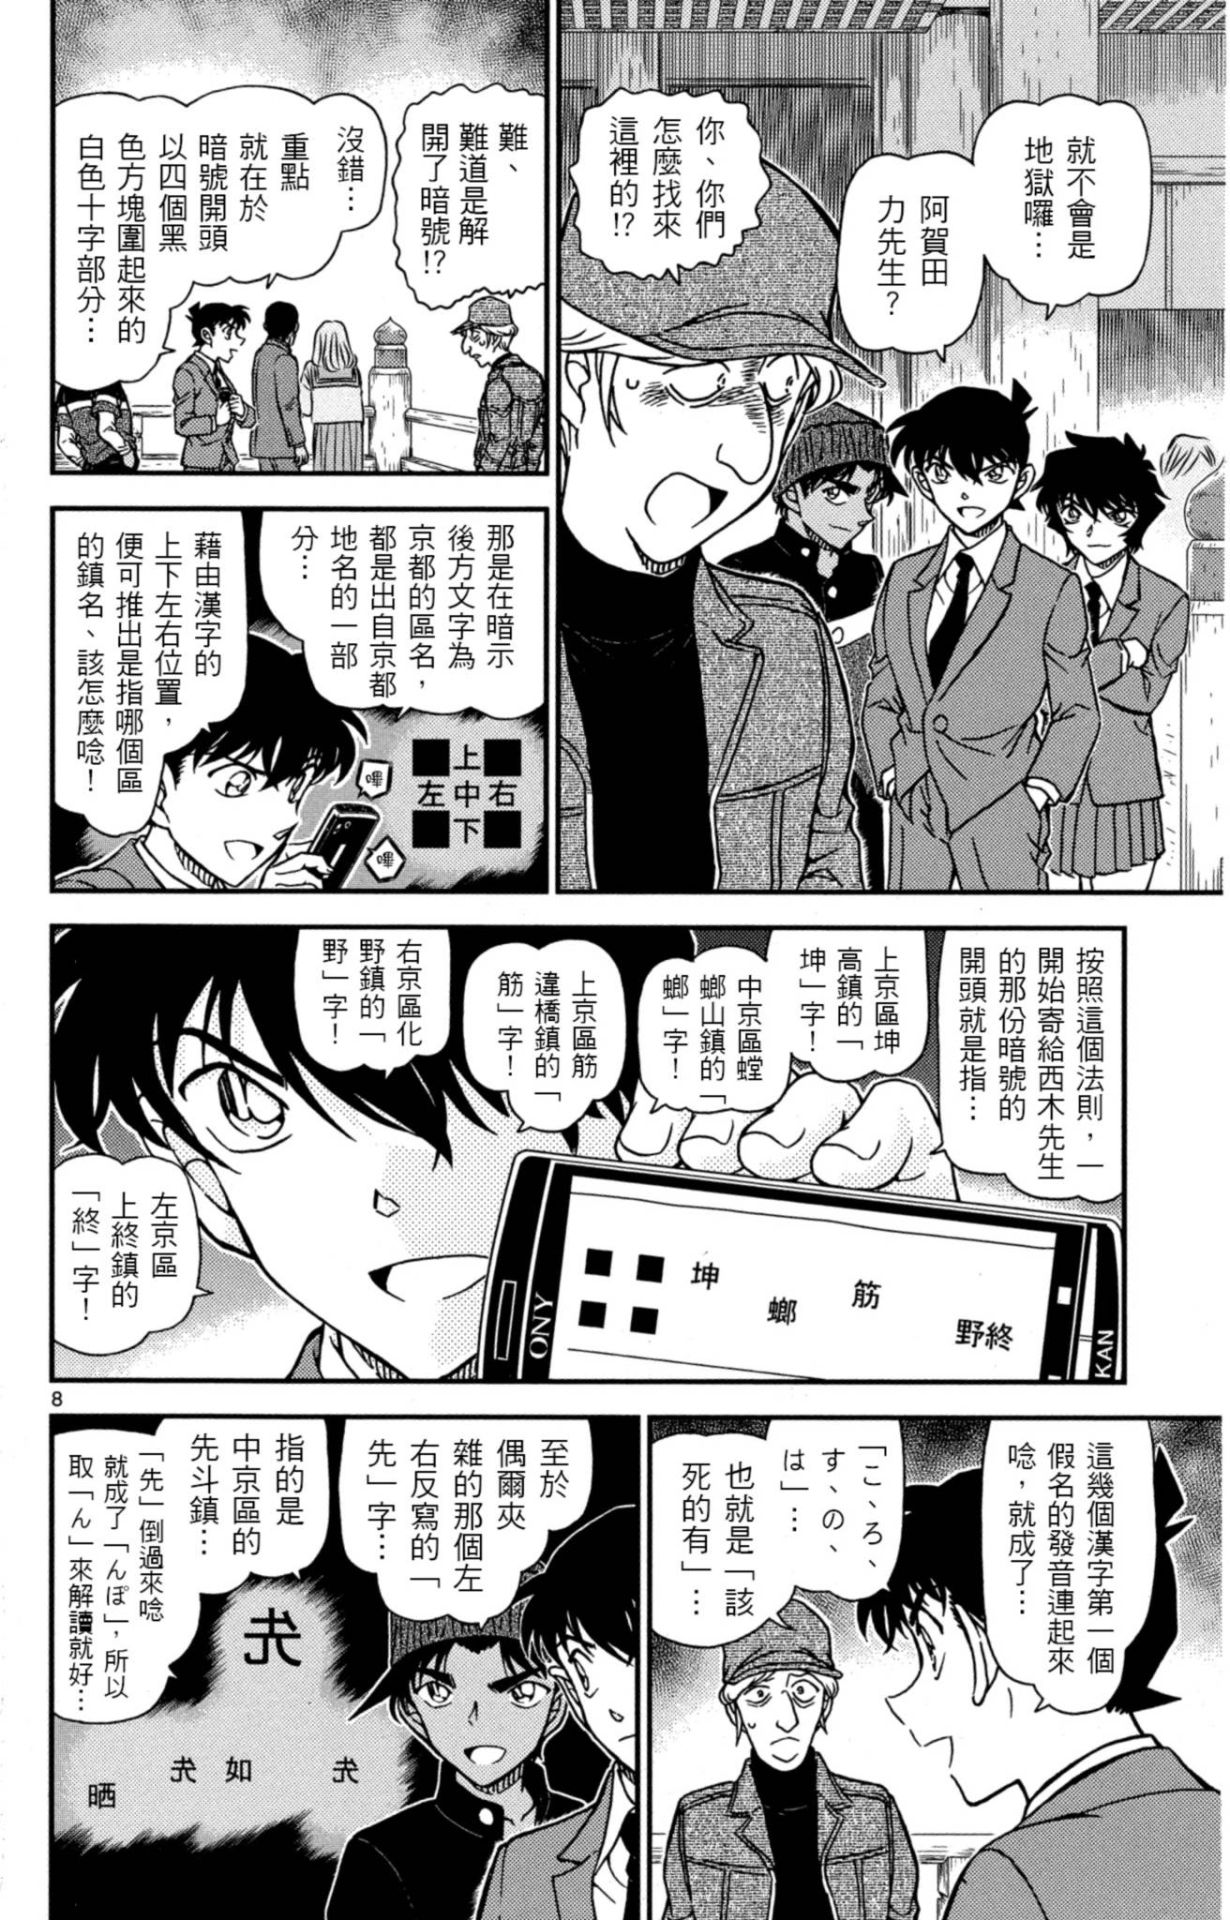 就不會是
地獄囉…
阿賀田
力先生？
你、你們
怎麼找來
這裡的!?
難、
難道是解
開了暗號!?
沒錯…
重點
就在於
暗號開頭
以四個黑
色方塊圍起來的
白色十字部分…
那是在暗示
後方文字為
京都的區名，
都是出自京都
地名的一部
分…
上
左中右
下
嗶
嗶
藉由漢字的
上下左右位置，
便可推出是指哪個區
的鎮名、該怎麼唸！
按照這個法則，一
開始寄給西木先生
的那份暗號的
開頭就是指…
上京區坤
高鎮的「
坤」字！
中京區螳
螂山鎮的「
螂」字！
上京區筋
違橋鎮的「
筋」字！
右京區化
野鎮的「
野」字！
左京區
上終鎮的
「終」字！
坤
螂
筋
野終
ONY
KAN
8
這幾個漢字第一個
假名的發音連起來
唸，就成了…
「こ、ろ、
す、の、
は」…
也就是「該
死的有」…
至於
偶爾夾
雜的那個左
右反寫的「
先」字…
指的是
中京區的
先斗鎮…
「先」倒過來唸
就成了「んぽ」，所以
取「ん」來解讀就好…
先
晒
先 如 先